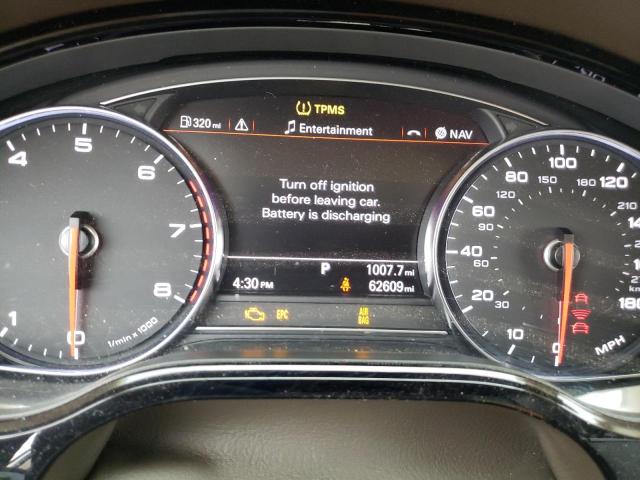 TPMS
320 mi
Entertainment
NAV
Turn off ignition
before leaving car.
Battery is discharging
P
1007.7 mi
4:30 PM
62609 mi
EPC
AIR
BAG
0
1
4
5
6
7
8
1/min x 1000
0
10
20
30
40
60
80
100
120
180
30
60
90
120
150
180
210
MPH